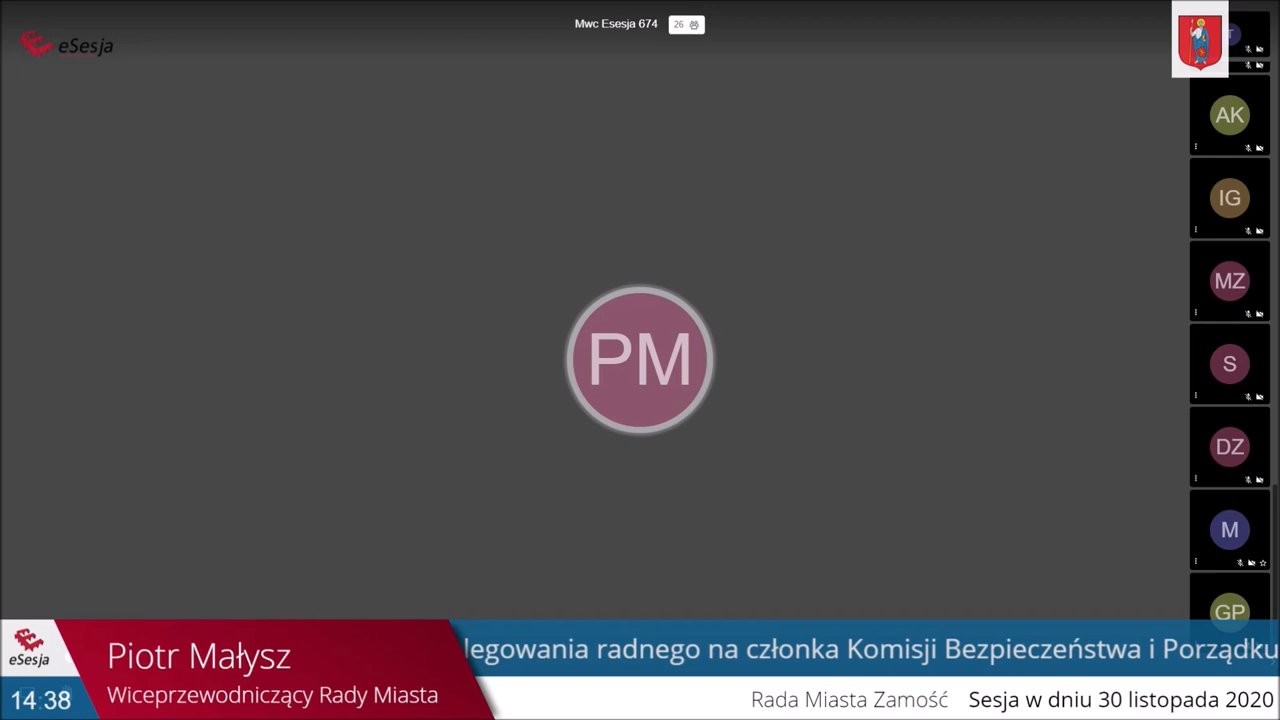 Mwc Esesja 674 26
eSesja
T
AK
IG
MZ
S
DZ
M
GP
PM
eSesja
Piotr Małysz
Wiceprzewodniczący Rady Miasta
legowania radnego na członka Komisji Bezpieczeństwa i Porządku
14:38
Rada Miasta Zamość Sesja w dniu 30 listopada 2020